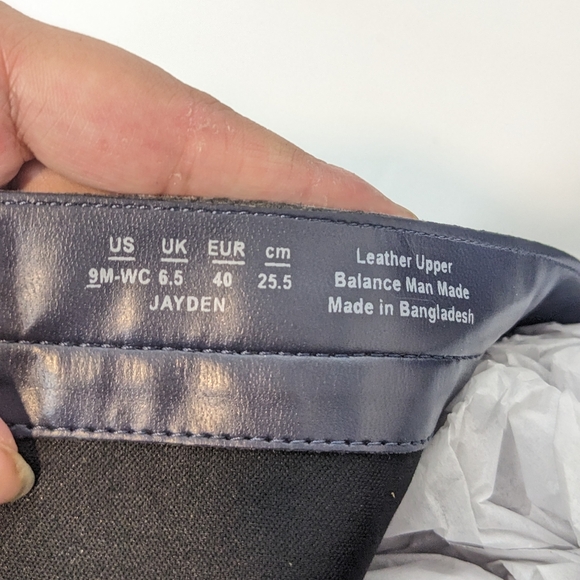 US UK EUR cm
9M-WC 6.5 40 25.5
JAYDEN
Leather Upper
Balance Man Made
Made in Bangladesh